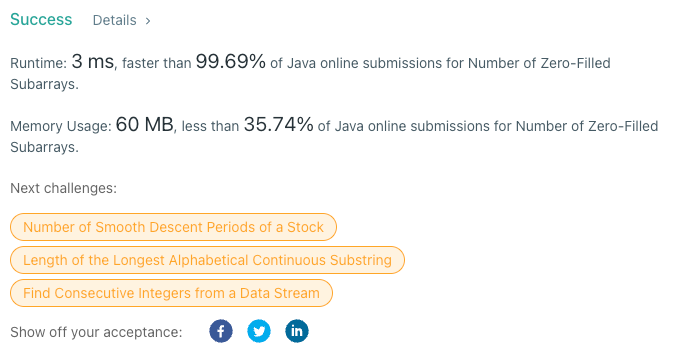 Success Details >
Runtime: 3 ms, faster than 99.69% of Java online submissions for Number of Zero-Filled
Subarrays.
Memory Usage: 60 MB, less than 35.74% of Java online submissions for Number of Zero-Filled
Subarrays.
Next challenges:
Number of Smooth Descent Periods of a Stock
Length of the Longest Alphabetical Continuous Substring
Find Consecutive Integers from a Data Stream
Show off your acceptance: f in